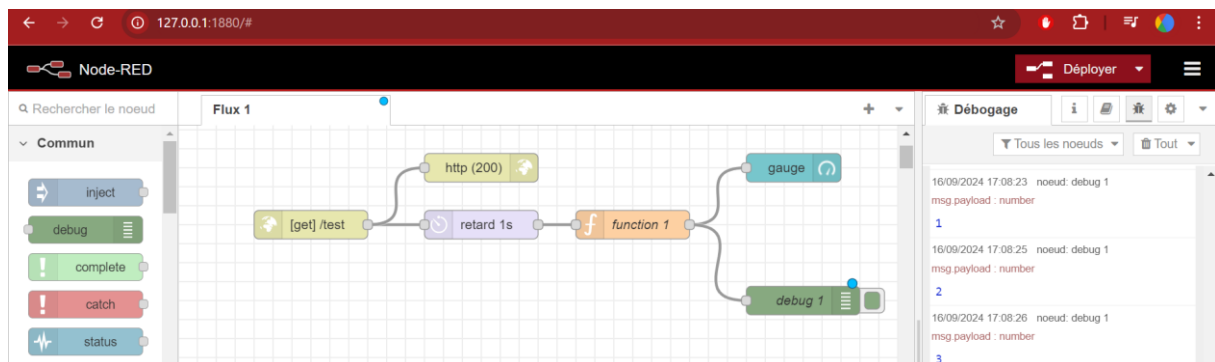 127.0.0.1:1880/#
Node-RED
Déployer
Rechercher le noeud
Flux 1
Débogage
Commun
Tous les noeuds
Tout
inject
debug
complete
catch
status
http (200)
[get] /test
retard 1s
function 1
gauge
debug 1
16/09/2024 17:08:23 noeud: debug 1
msg.payload : number
1
16/09/2024 17:08:25 noeud: debug 1
msg.payload : number
2
16/09/2024 17:08:26 noeud: debug 1
msg.payload : number
3